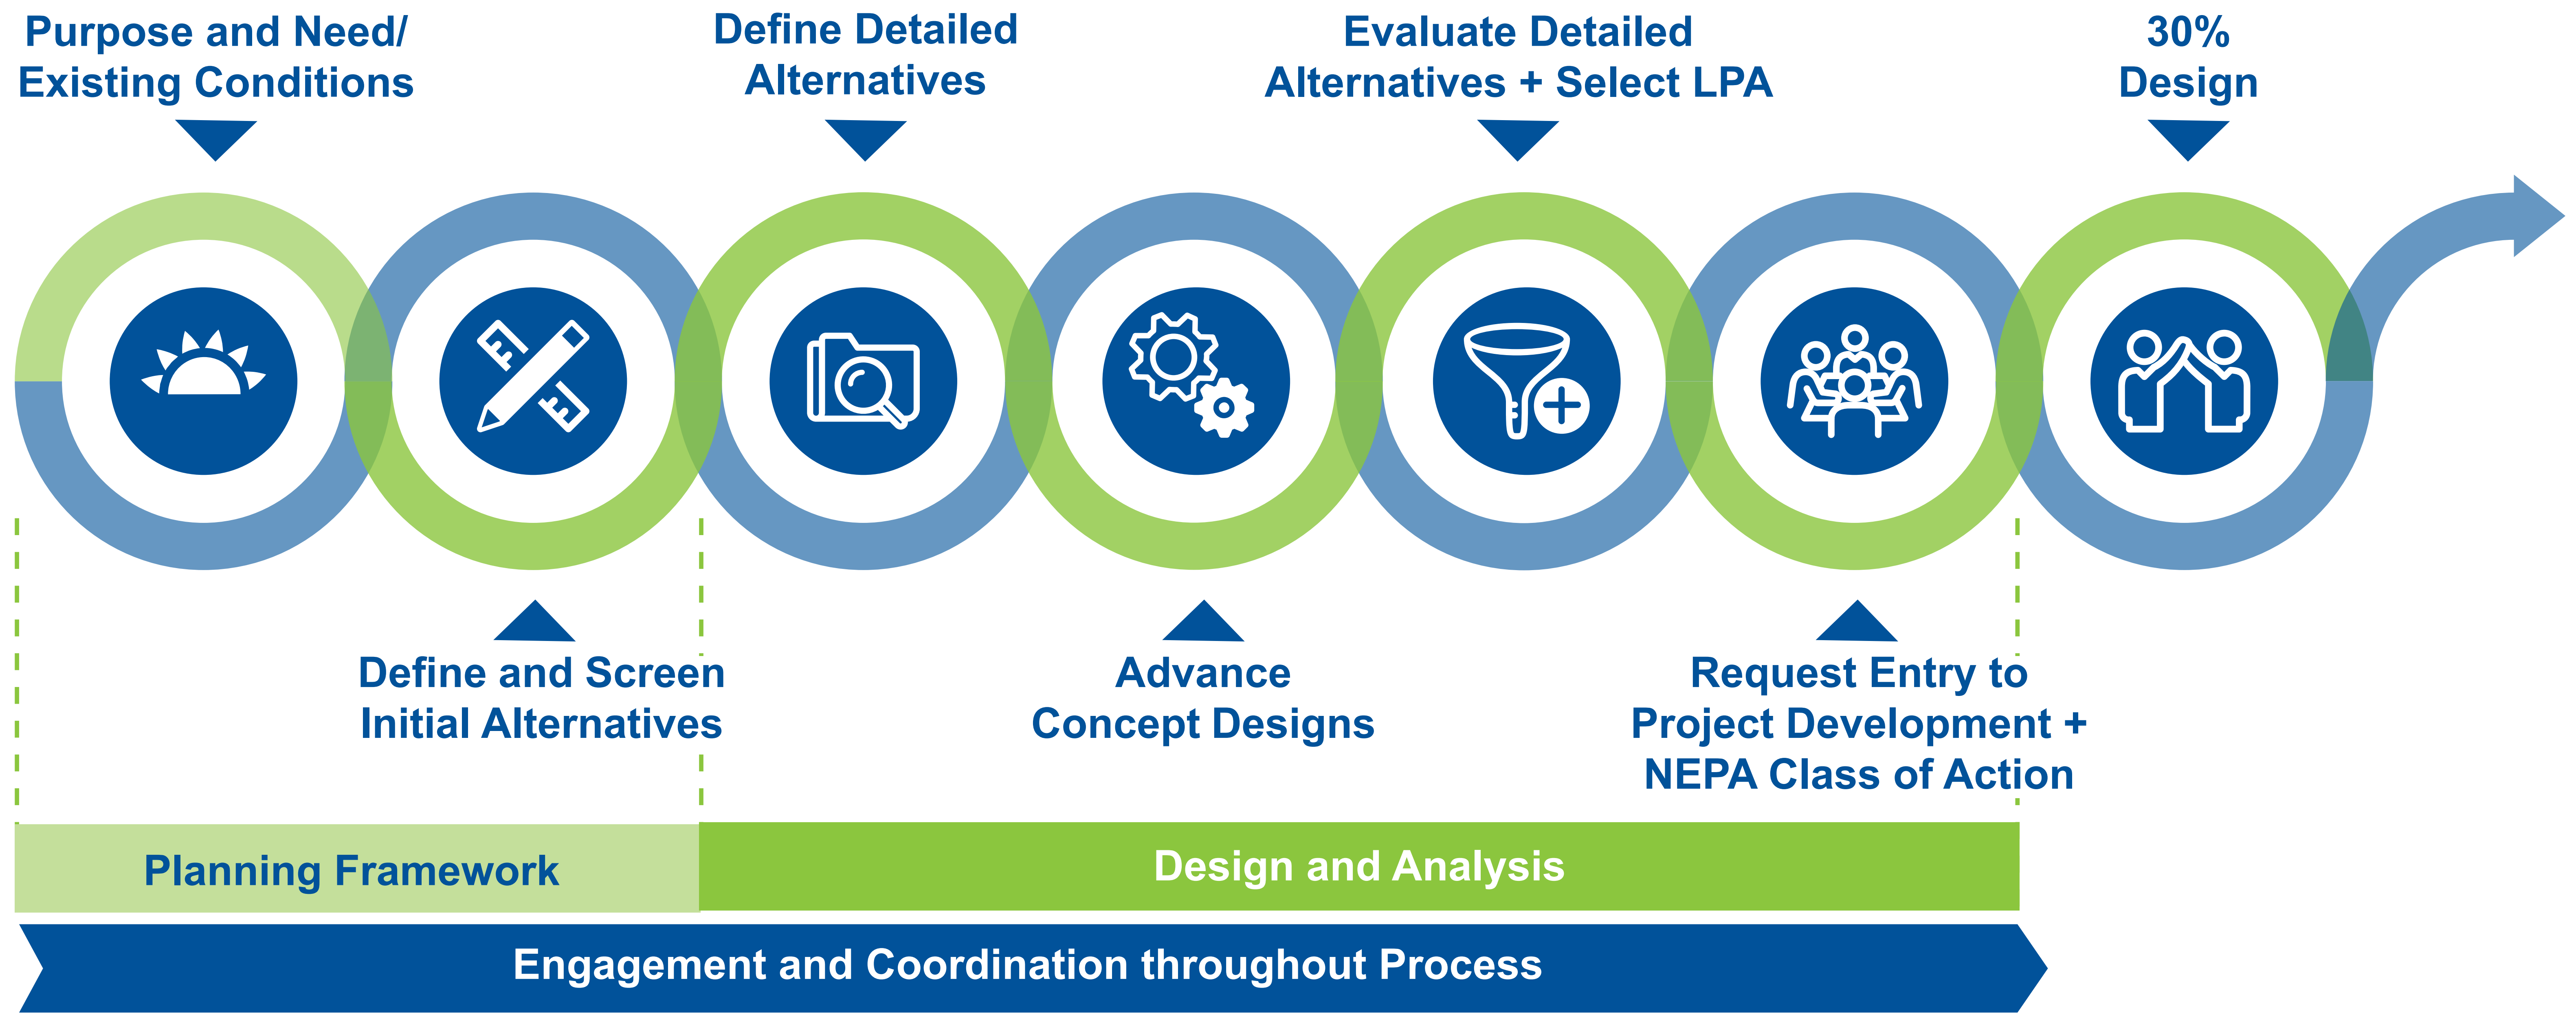 Purpose and Need/
Existing Conditions
Define Detailed
Alternatives
Evaluate Detailed
Alternatives + Select LPA
30%
Design
Define and Screen
Initial Alternatives
Advance
Concept Designs
Request Entry to
Project Development +
NEPA Class of Action
Planning Framework
Design and Analysis
Engagement and Coordination throughout Process